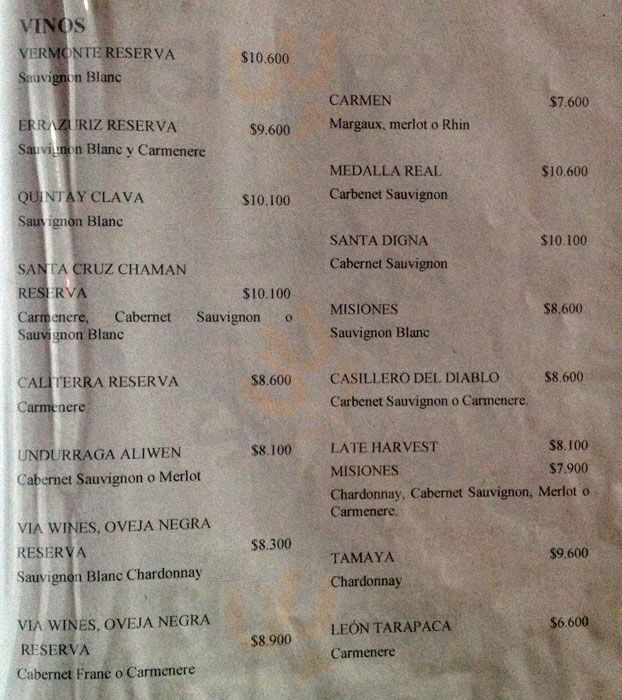 VINOS
VERMONTE RESERVA $10.600
Sauvignon Blanc
ERRAZURIZ RESERVA $9.600
Sauvignon Blanc y Carmenere
QUINTAY CLAVA $10.100
Sauvignon Blanc
SANTA CRUZ CHAMAN
RESERVA $10.100
Carmenere, Cabernet Sauvignon o
Sauvignon Blanc
CALITERRA RESERVA $8.600
Carmenere
UNDURRAGA ALIWEN $8.100
Cabernet Sauvignon o Merlot
VIA WINES, OVEJA NEGRA
RESERVA $8.300
Sauvignon Blanc Chardonnay
VIA WINES, OVEJA NEGRA
RESERVA $8.900
Cabernet Franc o Carmenere
CARMEN $7.600
Margaux, merlot o Rhin
MEDALLA REAL $10.600
Carbenet Sauvignon
SANTA DIGNA $10.100
Cabernet Sauvignon
MISIONES $8.600
Sauvignon Blanc
CASILLERO DEL DIABLO $8.600
Carbenet Sauvignon o Carmenere.
LATE HARVEST $8.100
MISIONES $7.900
Chardonnay, Cabernet Sauvignon, Merlot o
Carmenere.
TAMAYA $9.600
Chardonnay
LEÓN TARAPACA $6.600
Carmenere